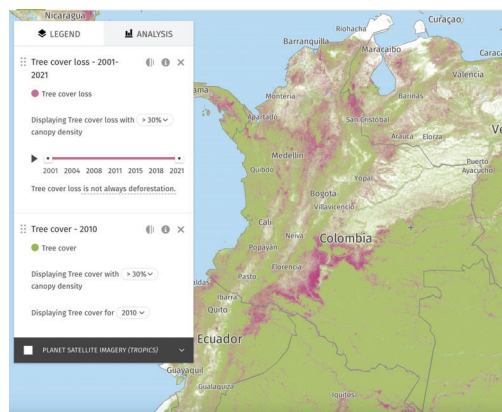 Nicaragua
LEGEND
ANALYSIS
Tree cover loss - 2001-
2021
Tree cover loss
Displaying Tree cover loss with > 30%
canopy density
2001 2004 2008 2011 2015 2018 2021
Tree cover loss is not always deforestation.
Tree cover - 2010
Tree cover
Displaying Tree cover with > 30%
canopy density
Displaying Tree cover for 2010
PLANET SATELLITE IMAGERY (TROPICS)
Curaçao
Riohacha
Barranquilla
Maracaibo
Caraca
Valencia
Montería
Barinas
ama
Apartadó
San Cristobal
Arauca Elorza
Ve
Medellín
Puerto
Ayacucho
Quibdó
Yopal
Bogota
Villavicencio
Cali
Neiva
Colombia
Popayan
Florencia
aldas
Pasto
Ibarra
Quito
Ecuador
Guayaquil
Gualaquiza
Iquitos